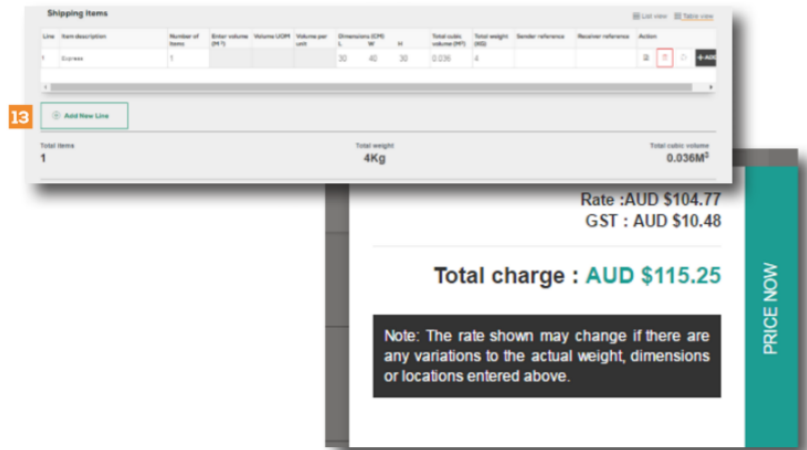 Shipping Items
List view Table view
Line Item description Number of Items Enter volume (M³) Volume UOM Volume per unit Dimensions (CM) L W H Total cubic volume (M³) Total weight (KG) Sender reference Receiver reference Action
1 Express 1 30 40 30 0.036 4
13
Add New Line
Total items Total weight Total cubic volume
1 4Kg 0.036M³
Rate :AUD $104.77
GST : AUD $10.48
Total charge : AUD $115.25
Note: The rate shown may change if there are
any variations to the actual weight, dimensions
or locations entered above.
PRICE NOW